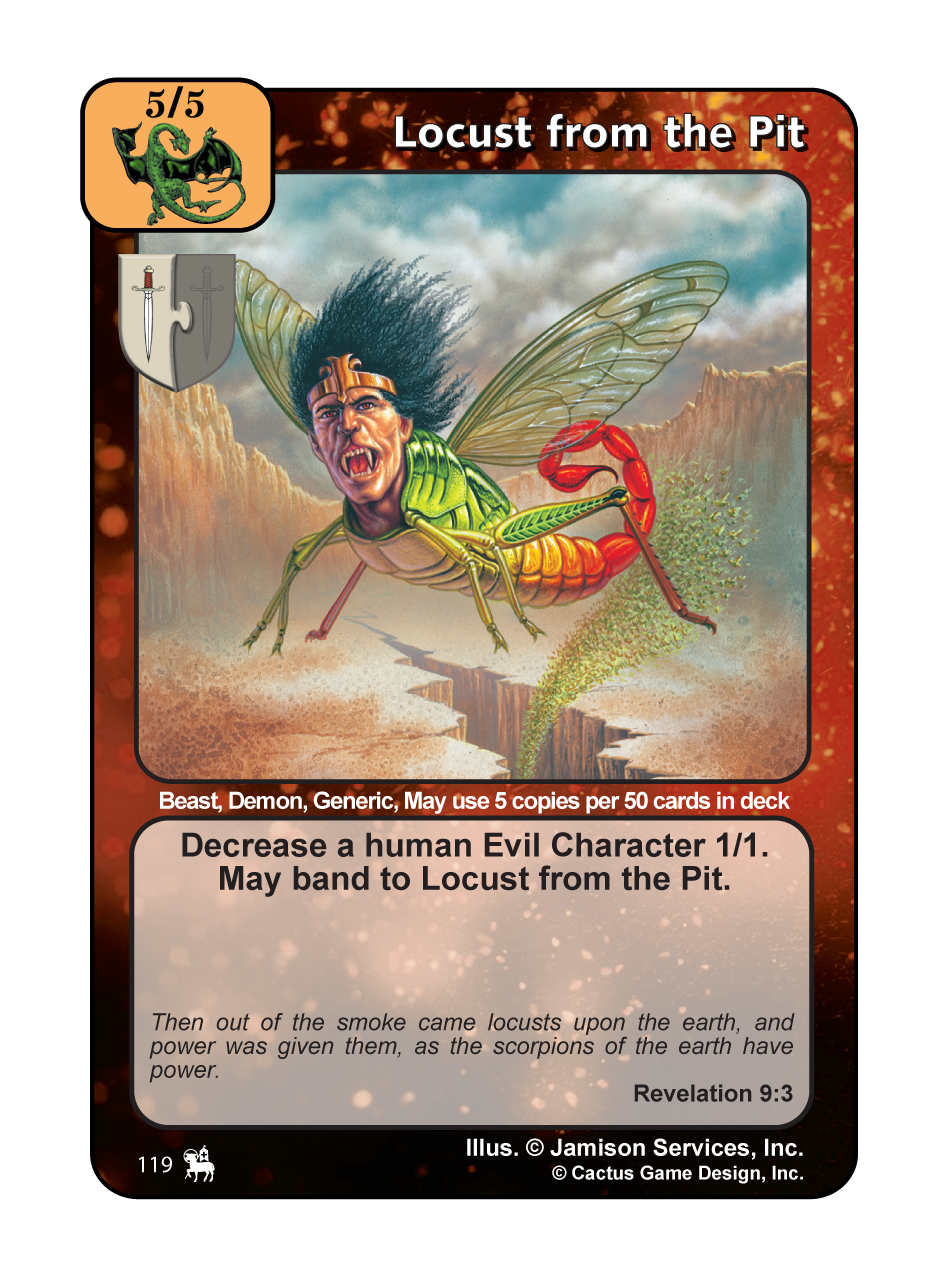 5/5
Locust from the Pit
Beast, Demon, Generic, May use 5 copies per 50 cards in deck
Decrease a human Evil Character 1/1.
May band to Locust from the Pit.
Then out of the smoke came locusts upon the earth, and
power was given them, as the scorpions of the earth have
power.
Revelation 9:3
Illus. © Jamison Services, Inc.
119
© Cactus Game Design, Inc.